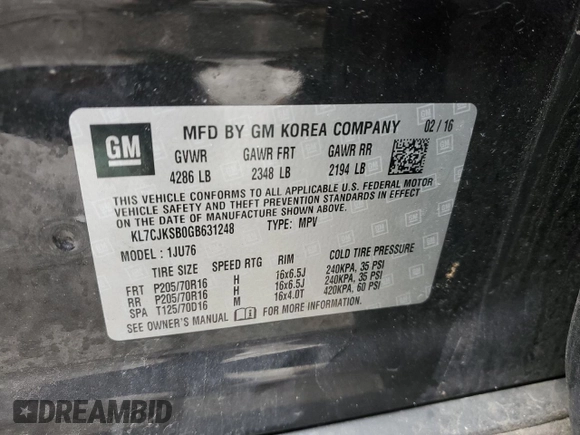 GM
MFD BY GM KOREA COMPANY 02/16
GVWR GAWR FRT GAWR RR
4286 LB 2348 LB 2194 LB
THIS VEHICLE CONFORMS TO ALL APPLICABLE U.S. FEDERAL MOTOR
VEHICLE SAFETY AND THEFT PREVENTION STANDARDS IN EFFECT
ON THE DATE OF MANUFACTURE SHOWN ABOVE.
KL7CJKSB0GB631248 TYPE: MPV
MODEL: 1JU76
TIRE SIZE SPEED RTG RIM COLD TIRE PRESSURE
FRT P205/70R16 H 16x6.5J 240KPA, 35 PSI
RR P205/70R16 H 16x6.5J 240KPA, 35 PSI
SPA T125/70D16 M 16x4.0T 420KPA, 60 PSI
SEE OWNER'S MANUAL FOR MORE INFORMATION.
DREAMBID